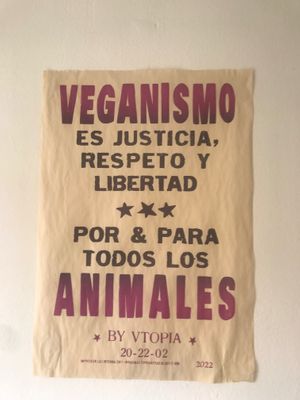 VEGANISMO
ES JUSTICIA,
RESPETO Y
LIBERTAD
★★★
POR & PARA
TODOS LOS
ANIMALES
★ BY VTOPIA ★
20-22-02
2022